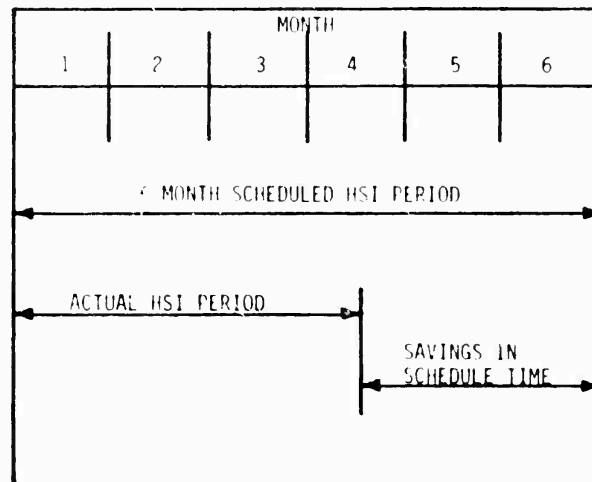 MONTH
1 2 3 4 5 6
MONTH SCHEDULED HSI PERIOD
ACTUAL HSI PERIOD
SAVINGS IN
SCHEDULE TIME